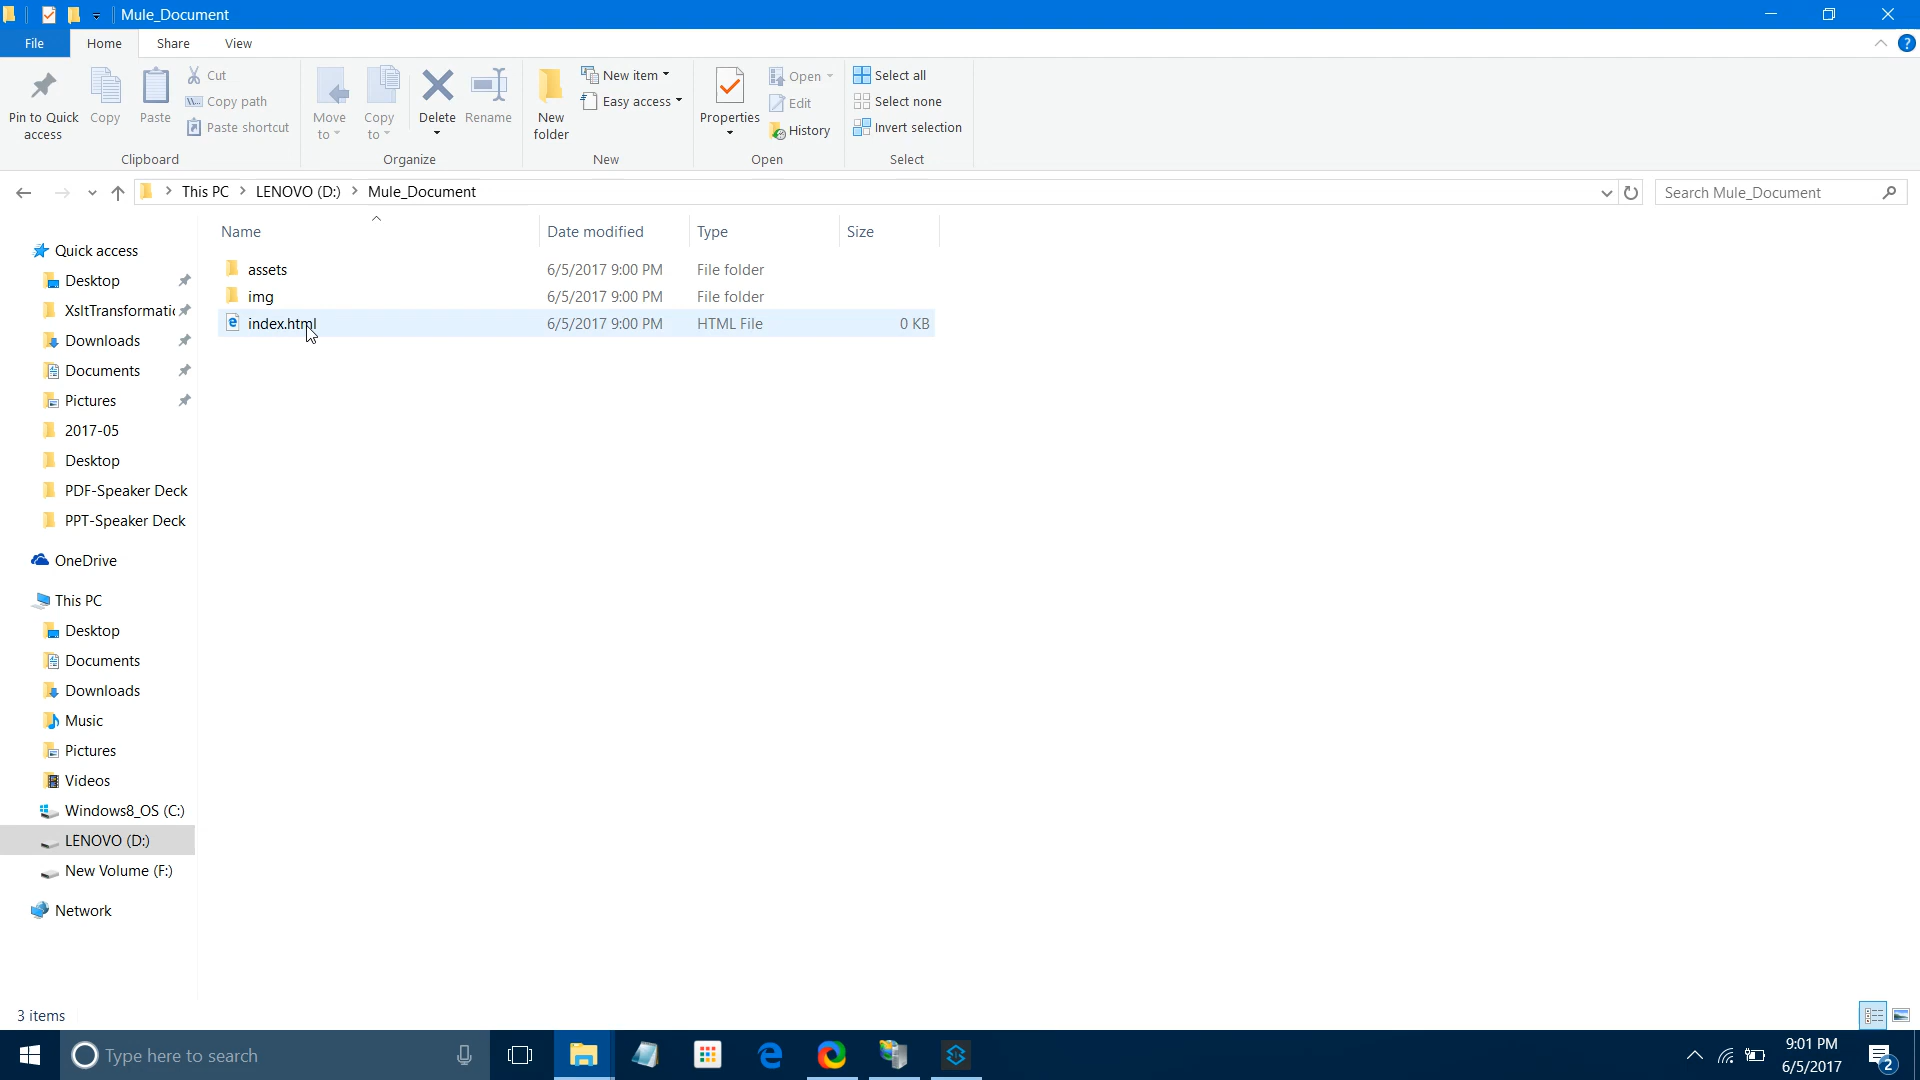 Mule_Document
File
Home
Share
View
Pin to Quick access
Copy
Paste
Cut
Copy path
Paste shortcut
Clipboard
Move to
Copy to
Delete
Rename
Organize
New folder
New item
Easy access
New
Properties
Open
Edit
History
Open
Select all
Select none
Invert selection
Select
This PC > LENOVO (D:) > Mule_Document
Search Mule_Document
Name Date modified Type Size
assets 6/5/2017 9:00 PM File folder
img 6/5/2017 9:00 PM File folder
index.html 6/5/2017 9:00 PM HTML File 0 KB
Quick access
Desktop
XsltTransformatic
Downloads
Documents
Pictures
2017-05
Desktop
PDF-Speaker Deck
PPT-Speaker Deck
OneDrive
This PC
Desktop
Documents
Downloads
Music
Pictures
Videos
Windows8_OS (C:)
LENOVO (D:)
New Volume (F:)
Network
3 items
Type here to search
9:01 PM
6/5/2017
2